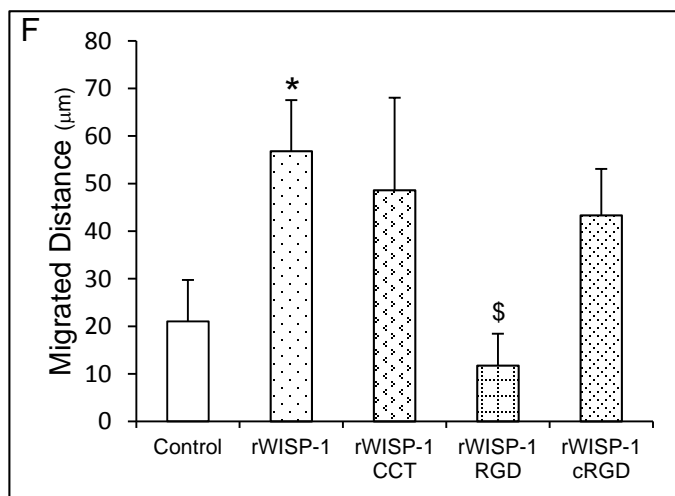 F
Migrated Distance (μm)
80
70
60
50
40
30
20
10
0
*
$
Control
rWISP-1
rWISP-1
CCT
rWISP-1
RGD
rWISP-1
cRGD